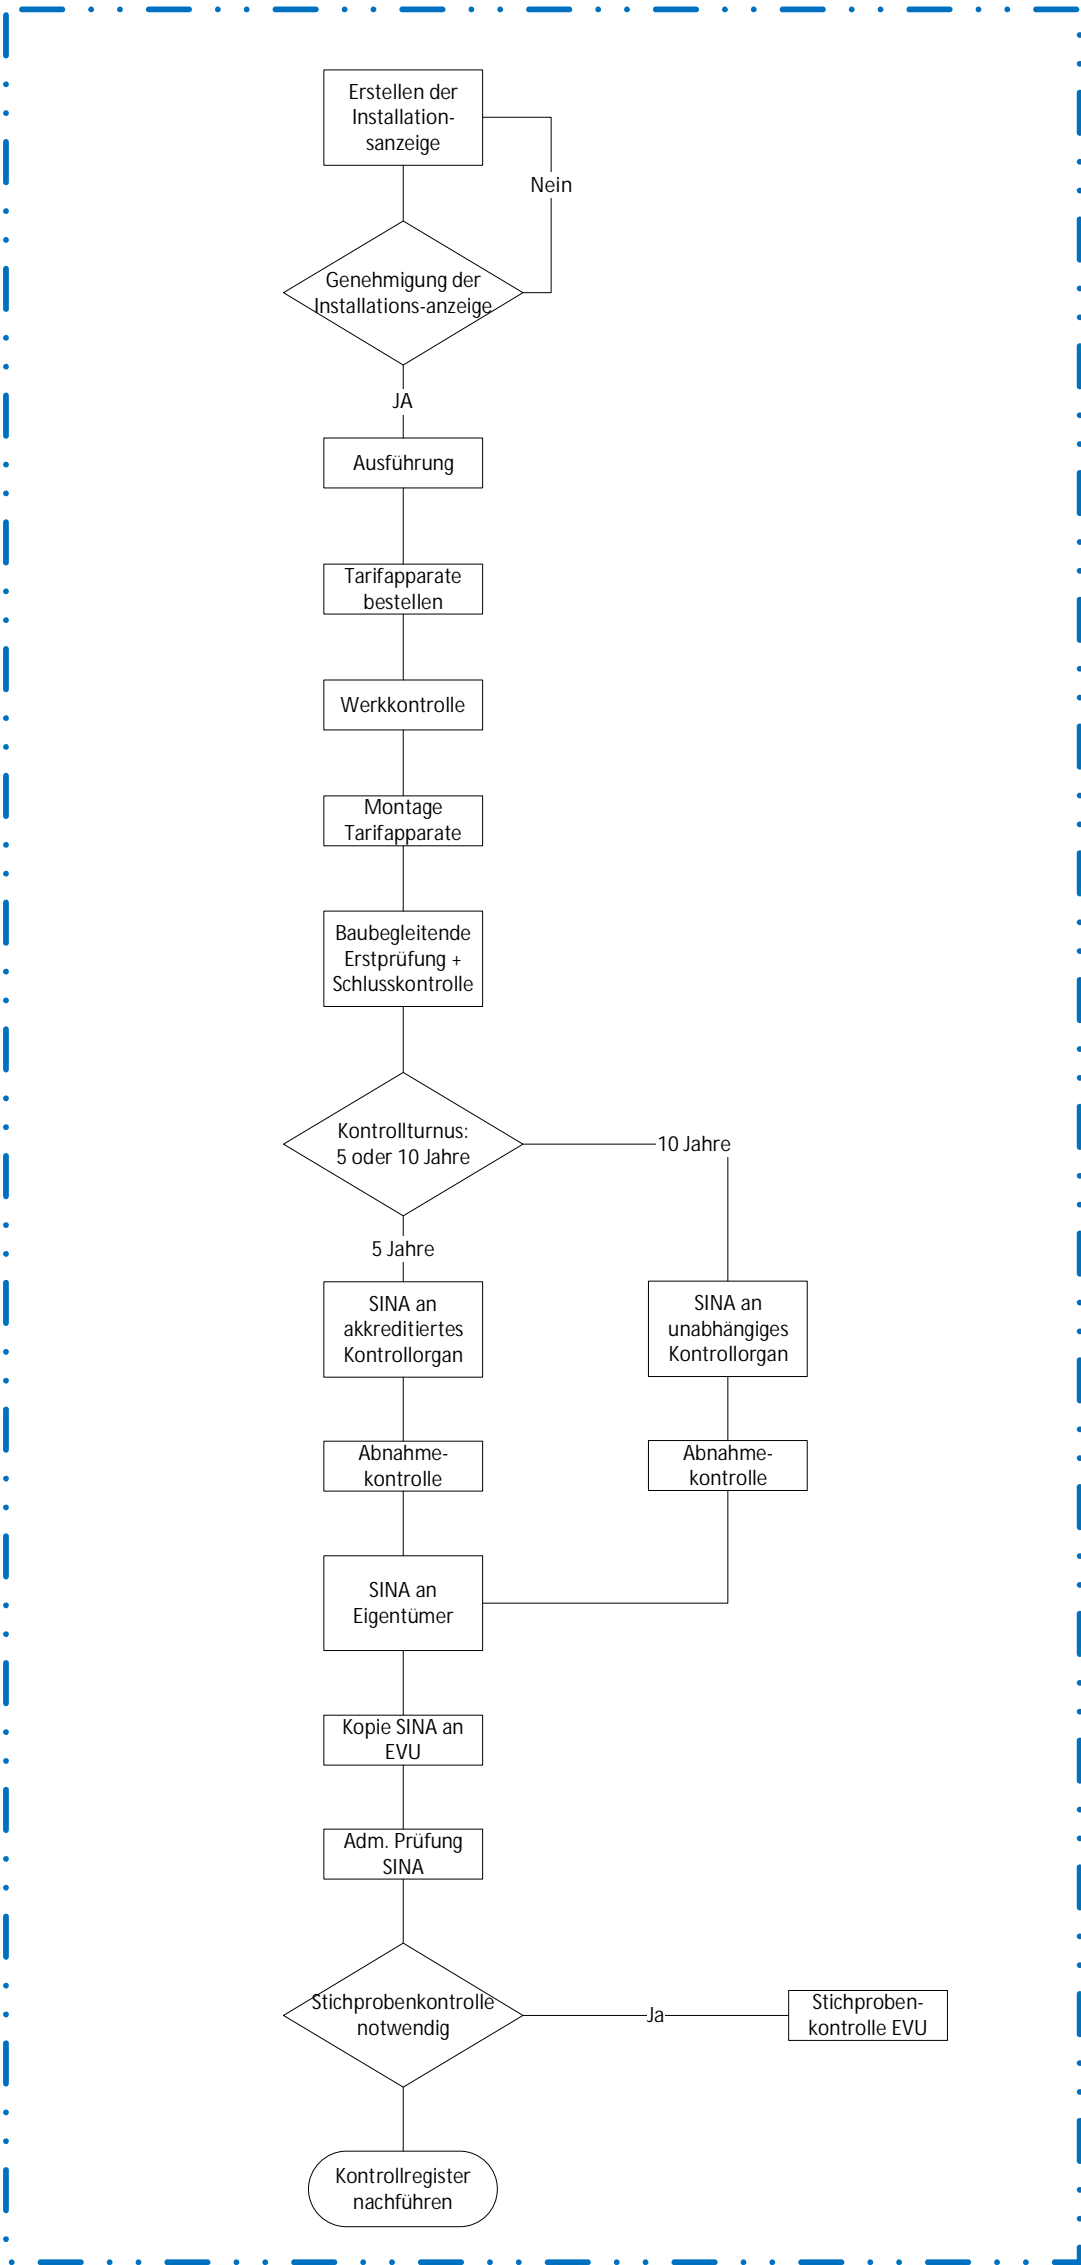 Erstellen der
Installation-
sanzeige
Nein
Genehmigung der
Installations-anzeige
JA
Ausführung
Tarifapparate
bestellen
Werkkontrolle
Montage
Tarifapparate
Baubegleitende
Erstprüfung +
Schlusskontrolle
Kontrollturnus:
5 oder 10 Jahre
10 Jahre
5 Jahre
SINA an
akkreditiertes
Kontrollorgan
SINA an
unabhängiges
Kontrollorgan
Abnahme-
kontrolle
Abnahme-
kontrolle
SINA an
Eigentümer
Kopie SINA an
EVU
Adm. Prüfung
SINA
Stichprobenkontrolle
notwendig
Ja
Stichproben-
kontrolle EVU
Kontrollregister
nachführen